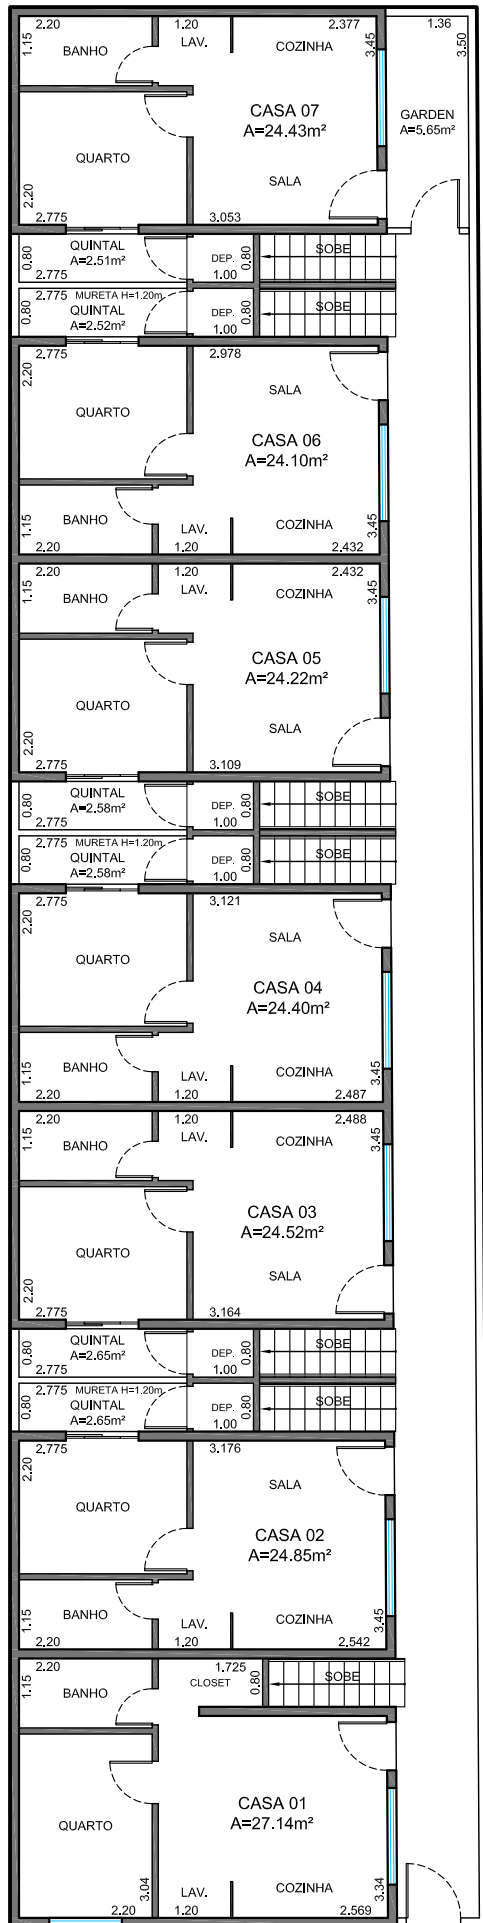 2.20 1.20 2.377 1.36
1.15 BANHO LAV. COZINHA 3.45 3.50
CASA 07
A=24.43m²
GARDEN
A=5.65m²
QUARTO
SALA
2.20
2.775 3.053
0.80 QUINTAL
A=2.51m²
2.775
DEP. 0.80
1.00
SOBE
2.775 MURETA H=1.20m
0.80 QUINTAL
A=2.52m²
DEP. 0.80
1.00
SOBE
2.775 2.978
2.20
SALA
QUARTO
CASA 06
A=24.10m²
1.15 BANHO LAV. COZINHA 3.45
2.20 1.20 2.432
2.20 1.20 2.432
1.15 BANHO LAV. COZINHA 3.45
CASA 05
A=24.22m²
QUARTO
SALA
2.20
2.775 3.109
0.80 QUINTAL
A=2.58m²
2.775
DEP. 0.80
1.00
SOBE
2.775 MURETA H=1.20m
0.80 QUINTAL
A=2.58m²
DEP. 0.80
1.00
SOBE
2.775 3.121
2.20
SALA
QUARTO
CASA 04
A=24.40m²
1.15 BANHO LAV. COZINHA 3.45
2.20 1.20 2.487
2.20 1.20 2.488
1.15 BANHO LAV. COZINHA 3.45
CASA 03
A=24.52m²
QUARTO
SALA
2.20
2.775 3.164
0.80 QUINTAL
A=2.65m²
2.775
DEP. 0.80
1.00
SOBE
2.775 MURETA H=1.20m
0.80 QUINTAL
A=2.65m²
DEP. 0.80
1.00
SOBE
2.775 3.176
2.20
SALA
QUARTO
CASA 02
A=24.85m²
1.15 BANHO LAV. COZINHA 3.45
2.20 1.20 2.542
2.20 1.725
1.15 BANHO CLOSET 0.80 SOBE
CASA 01
A=27.14m²
QUARTO
3.04 LAV. COZINHA 3.34
2.20 1.20 2.569